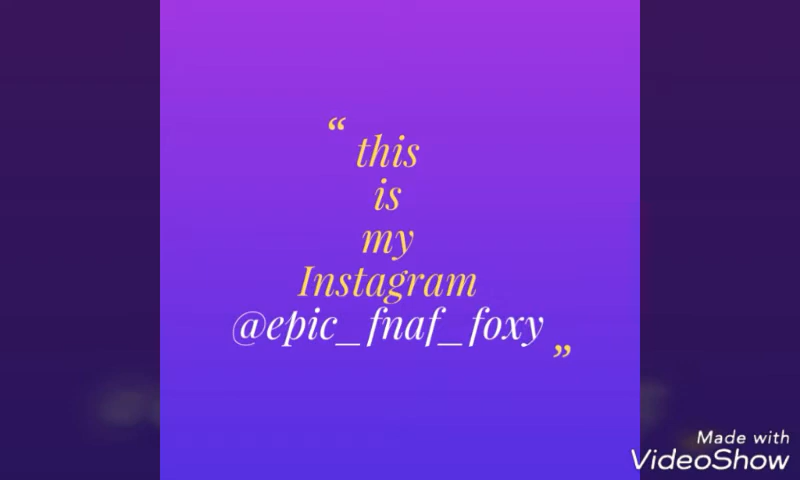 “ this
is
my
Instagram
@epic_fnaf_foxy ”
Made with
VideoShow